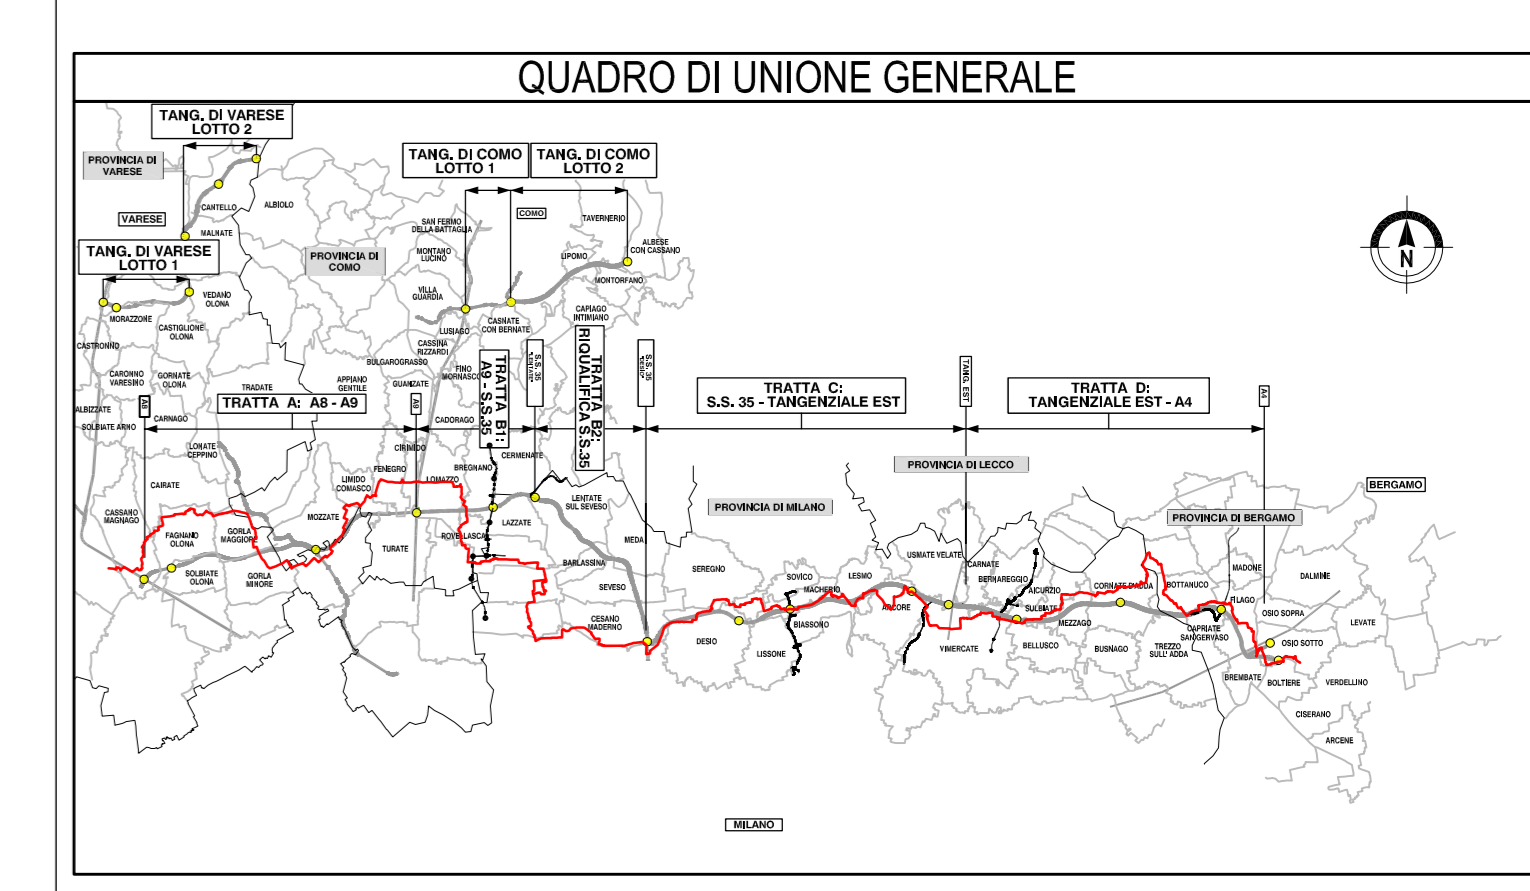 QUADRO DI UNIONE GENERALE
TANG. DI VARESE
LOTTO 2
PROVINCIA DI
VARESE
VARESE
CANTELLO
ALBIOLO
MALNATE
TANG. DI VARESE
LOTTO 1
VEDANO
OLONA
MORAZZONE
CASTIGLIONE
OLONA
CASTRONNO
CARONNO
VARESINO
GORNATE
OLONA
TRADATE
ALBIZZATE
SOLBIATE ARNO
CARNAGO
LONATE
CEPPINO
CAIRATE
CASSANO
MAGNAGO
FAGNANO
OLONA
GORLA
MAGGIORE
SOLBIATE
OLONA
GORLA
MINORE
PROVINCIA DI
COMO
TANG. DI COMO
LOTTO 1
TANG. DI COMO
LOTTO 2
COMO
SAN FERMO
DELLA BATTAGLIA
TAVERNERIO
MONTANO
LUCINO
LIPOMO
ALBESE
CON CASSANO
MONTORFANO
VILLA
GUARDIA
LUSIAGO
CASNATE
CON BERNATE
CAPIAGO
INTIMIANO
CASSINA
RIZZARDI
BULGAROGRASSO
FINO
MORNASCO
APPIANO
GENTILE
GUANZATE
CADORAGO
A8
TRATTA A: A8 - A9
A9
TRATTA B1:
A9 - S.S.35
S.S. 35
"LENTATE"
TRATTA B2:
RIQUALIFICA S.S.35
S.S. 35
"DESIO"
TRATTA C:
S.S. 35 - TANGENZIALE EST
TANG. EST
TRATTA D:
TANGENZIALE EST - A4
A4
CIRIMIDO
FENEGRO
LOMAZZO
BREGNANO
CERMENATE
LIMIDO
COMASCO
MOZZATE
TURATE
ROVELLASCA
LAZZATE
LENTATE
SUL SEVESO
MEDA
BARLASSINA
SEVESO
CESANO
MADERNO
PROVINCIA DI MILANO
PROVINCIA DI LECCO
PROVINCIA DI BERGAMO
BERGAMO
SEREGNO
DESIO
SOVICO
MACHERIO
LESMO
BIASSONO
LISSONE
USMATE VELATE
ARCORE
CARNATE
BERNAREGGIO
AICURZIO
SULBIATE
VIMERCATE
MEZZAGO
BELLUSCO
CORNATE D'ADDA
BUSNAGO
BOTTANUCO
TREZZO
SULL' ADDA
CAPRIATE
SANGERVASO
MADONE
FILAGO
DALMINE
OSIO SOPRA
LEVATE
OSIO SOTTO
BREMBATE
BOLTIERE
VERDELLINO
CISERANO
ARCENE
MILANO
N